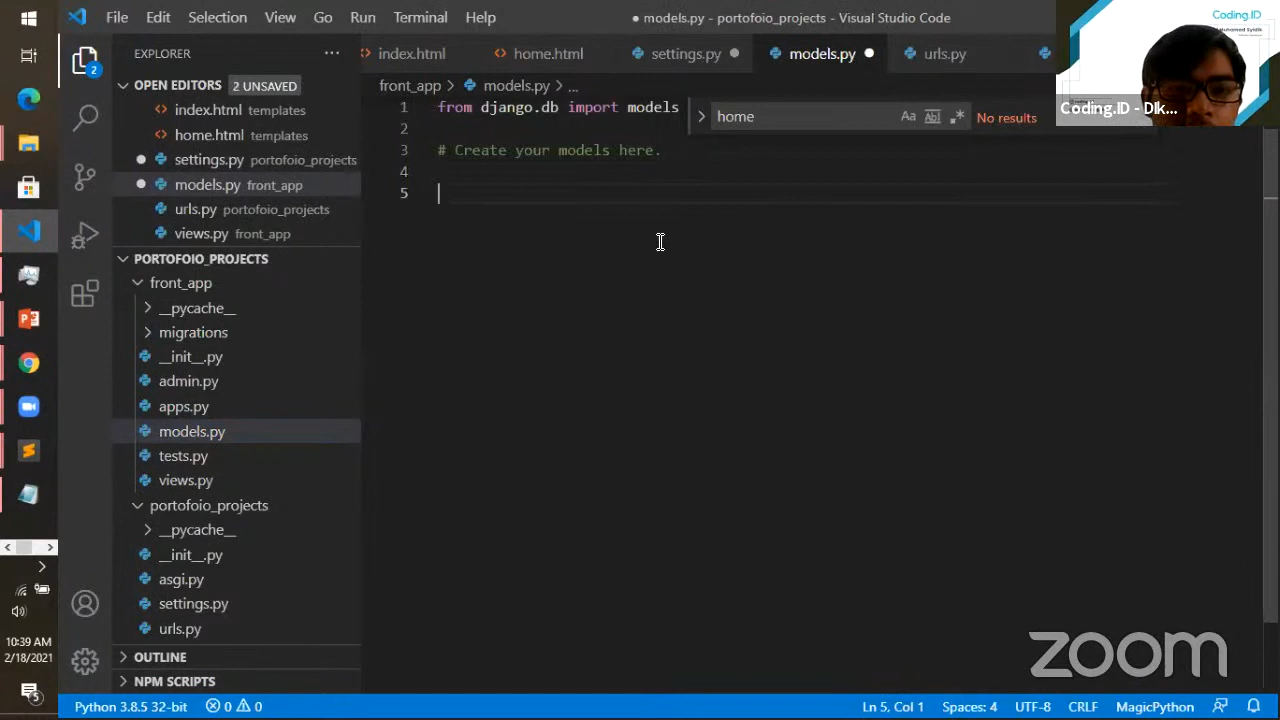 File Edit Selection View Go Run Terminal Help
● models.py - portofoio_projects - Visual Studio Code
Coding.ID
Muhamad Syidik
Coding.ID - Dik...
EXPLORER ...
index.html
home.html
settings.py
models.py
urls.py
OPEN EDITORS 2 UNSAVED
index.html templates
home.html templates
settings.py portofoio_projects
models.py front_app
urls.py portofoio_projects
views.py front_app
PORTOFOIO_PROJECTS
front_app
__pycache__
migrations
__init__.py
admin.py
apps.py
models.py
tests.py
views.py
portofoio_projects
__pycache__
__init__.py
asgi.py
settings.py
urls.py
OUTLINE
NPM SCRIPTS
front_app > models.py > ...
1 from django.db import models
2
3 # Create your models here.
4
5
home
Aa
Ab
No results
2
10:39 AM
2/18/2021
5
zoom
Python 3.8.5 32-bit 0 0
Ln 5, Col 1 Spaces: 4 UTF-8 CRLF MagicPython